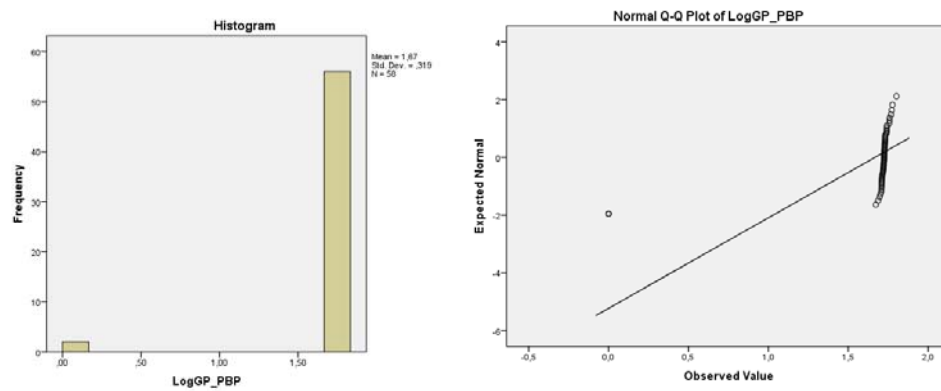 Histogram
Mean = 1,67
Std. Dev. = ,319
N = 58
Frequency
60
50
40
30
20
10
0
,00 ,50 1,00 1,50
LogGP_PBP
Normal Q-Q Plot of LogGP_PBP
Expected Normal
4
2
0
-2
-4
-6
-0,5 0,0 0,5 1,0 1,5 2,0
Observed Value